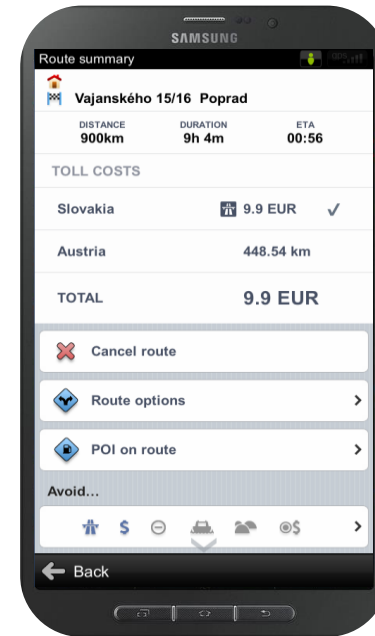 SAMSUNG
Route summary
GPS
Vajanského 15/16 Poprad
DISTANCE DURATION ETA
900km 9h 4m 00:56
TOLL COSTS
Slovakia 9.9 EUR
Austria 448.54 km
TOTAL 9.9 EUR
Cancel route
Route options
POI on route
Avoid...
$ $
Back